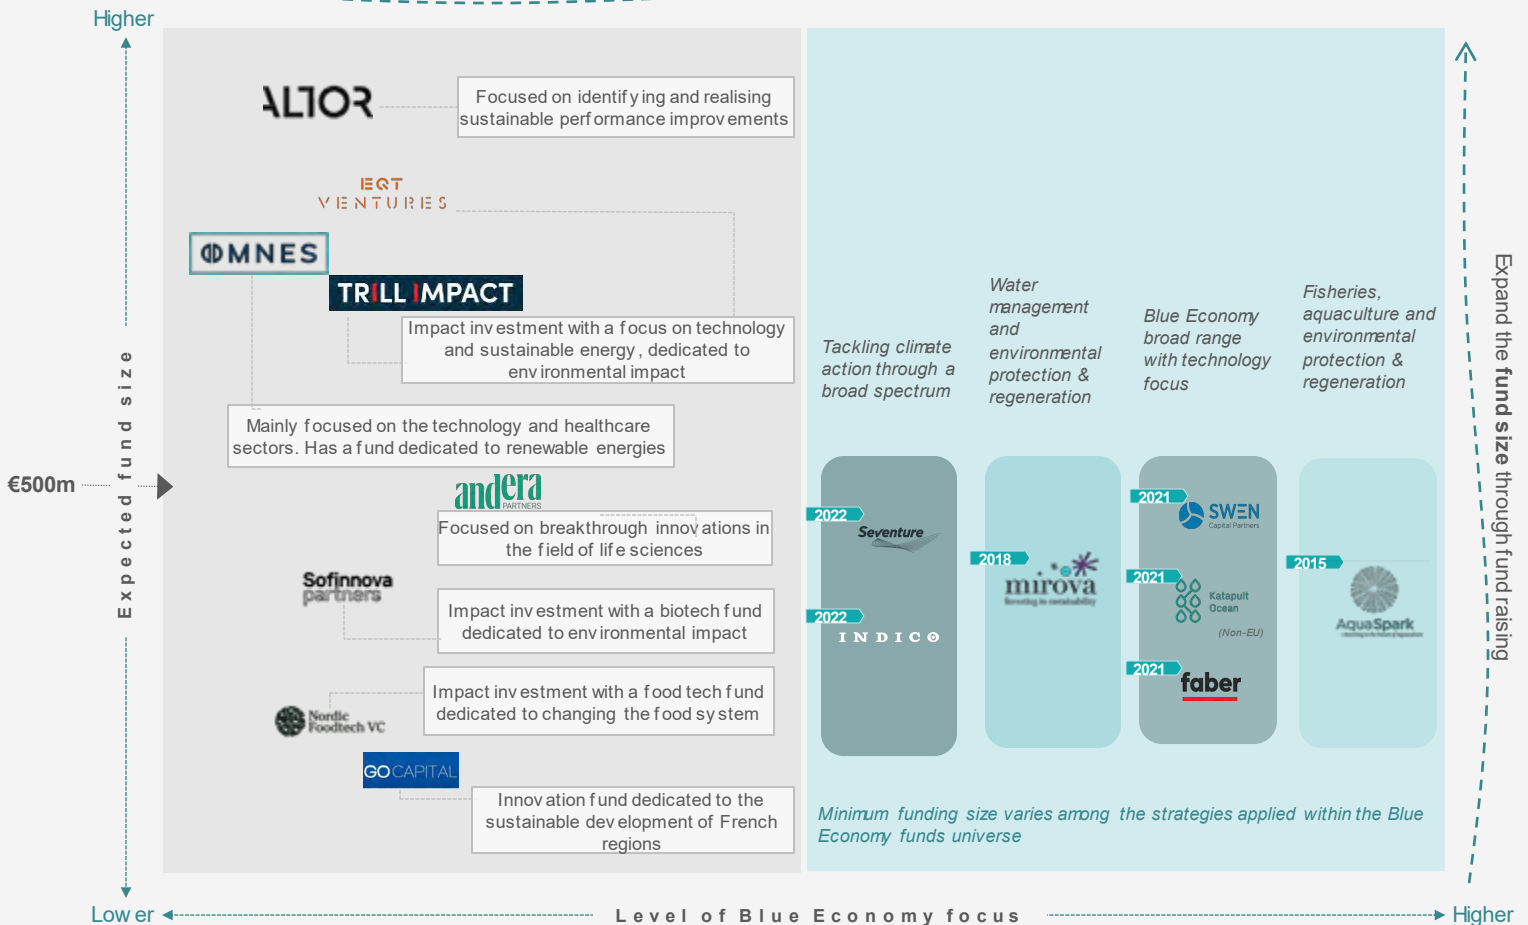 Higher
ALTOR
Focused on identifying and realising
sustainable performance improvements
EQT
VENTURES
OMNES
TRILL IMPACT
Impact investment with a focus on technology
and sustainable energy, dedicated to
environmental impact
Mainly focused on the technology and healthcare
sectors. Has a fund dedicated to renewable energies
€500m
Expected fund size
andera
PARTNERS
Focused on breakthrough innovations in
the field of life sciences
Sofinnova
partners
Impact investment with a biotech fund
dedicated to environmental impact
Impact investment with a food tech fund
dedicated to changing the food system
Nordic
Foodtech VC
GO CAPITAL
Innovation fund dedicated to the
sustainable development of French
regions
Tackling climate
action through a
broad spectrum
2022
Seventure
2022
INDICO
Water
management
and
environmental
protection &
regeneration
2018
mirova
Investing in sustainability
Blue Economy
broad range
with technology
focus
2021
SWEN
Capital Partners
2021
Katapult
Ocean
(Non-EU)
2021
faber
Fisheries,
aquaculture and
environmental
protection &
regeneration
2015
AquaSpark
Minimum funding size varies among the strategies applied within the Blue
Economy funds universe
Expand the fund size through fund raising
Lower
Level of Blue Economy focus
Higher